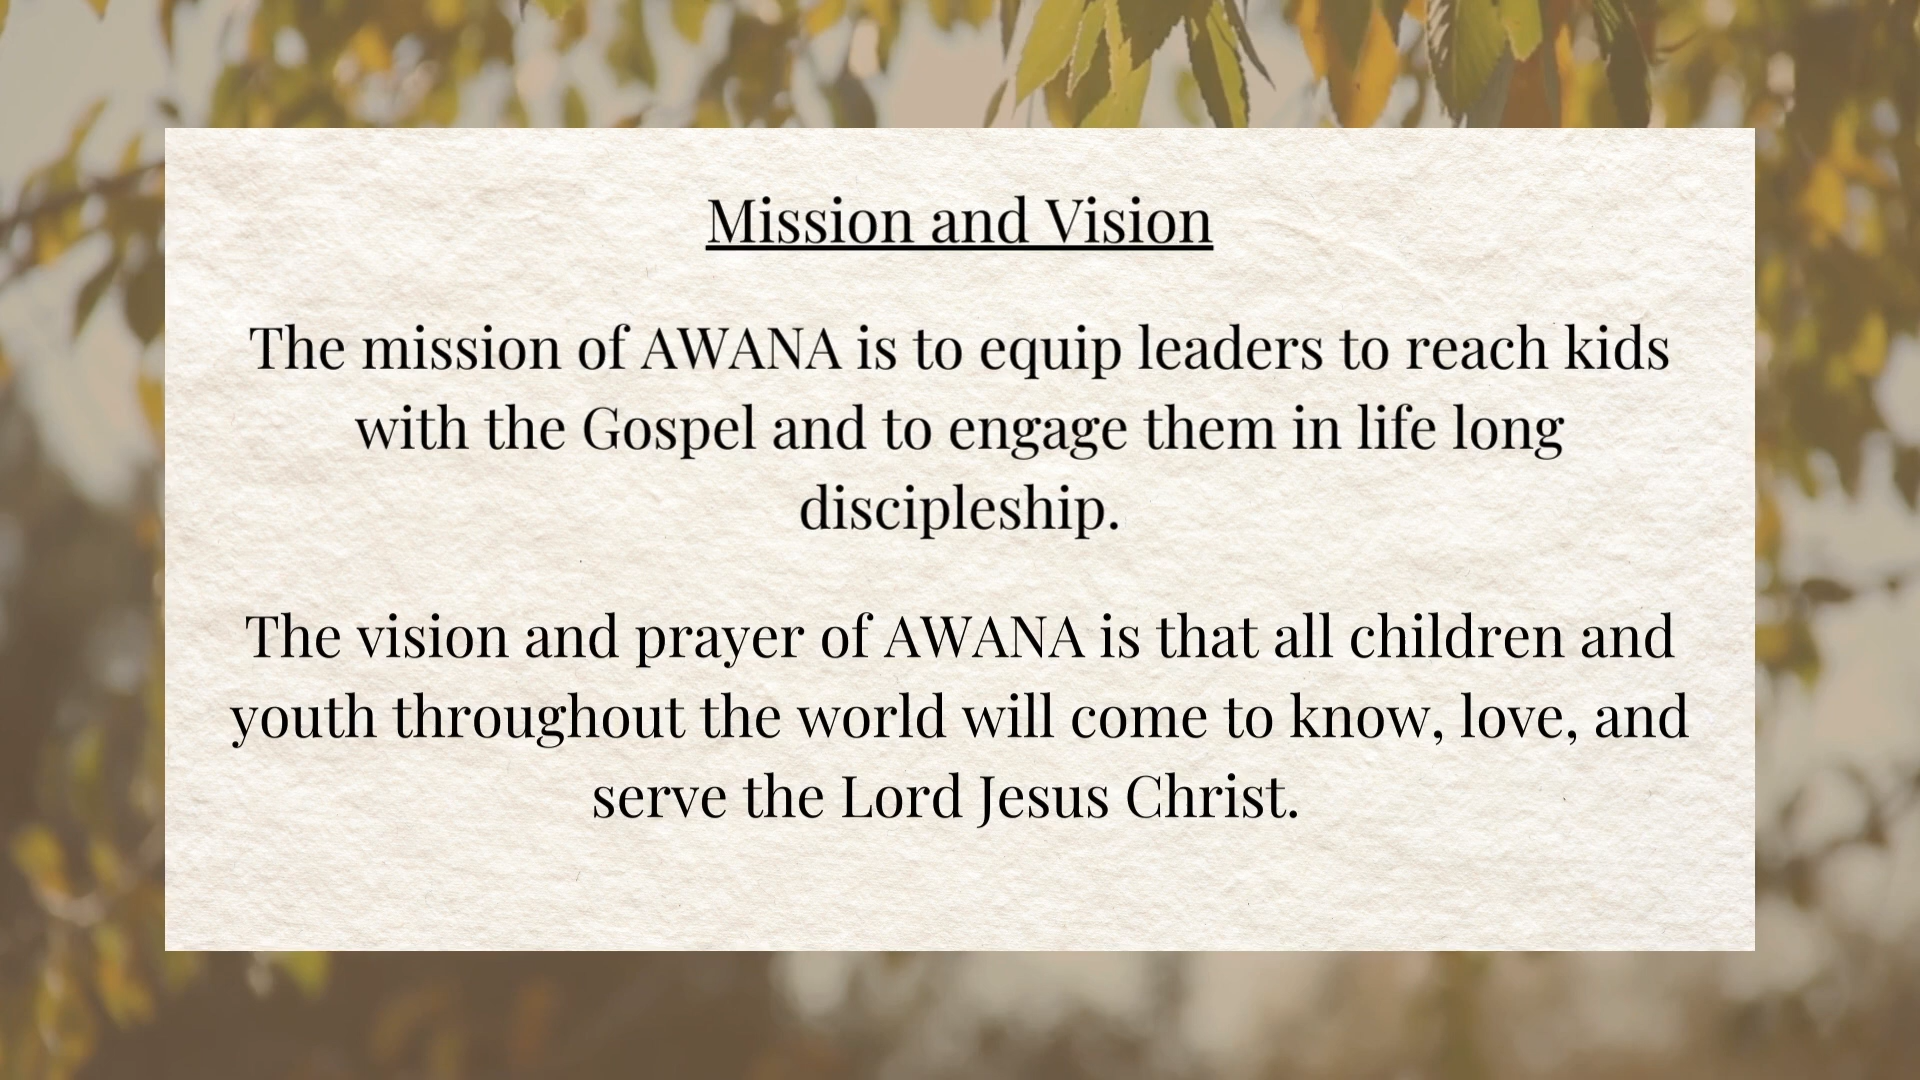 Mission and Vision
The mission of AWANA is to equip leaders to reach kids
with the Gospel and to engage them in life long
discipleship.
The vision and prayer of AWANA is that all children and
youth throughout the world will come to know, love, and
serve the Lord Jesus Christ.